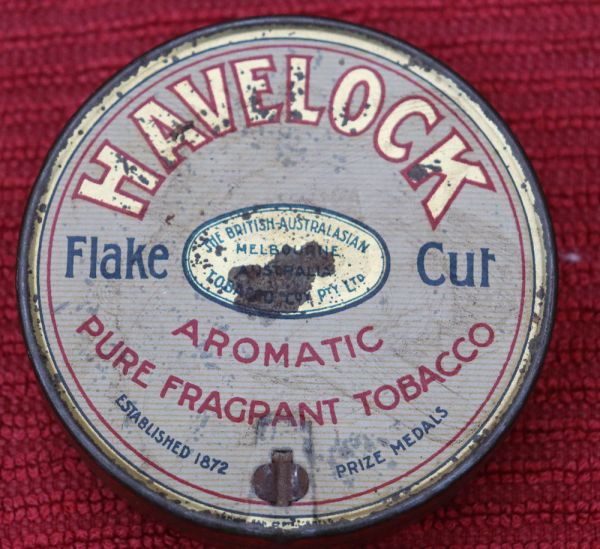 HAVELOCK
Flake Cut
THE BRITISH-AUSTRALASIAN
MELBOURNE
AUSTRALIA
TOBACCO CO. PTY LTD
AROMATIC
PURE FRAGRANT TOBACCO
ESTABLISHED 1872
PRIZE MEDALS